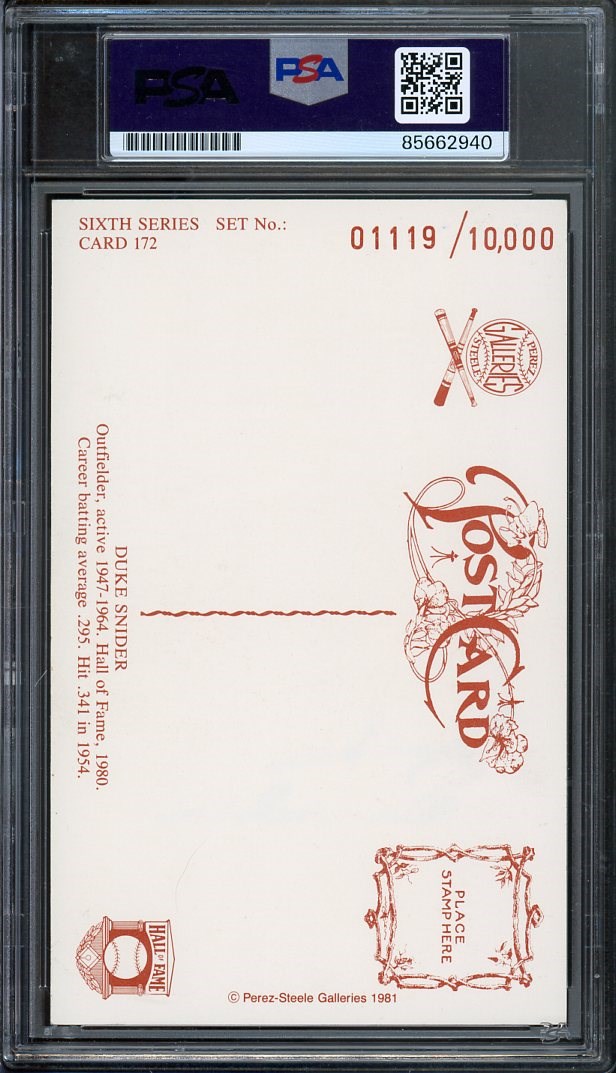 PSA
PSA
85662940
SIXTH SERIES SET No.:
CARD 172
01119 /10,000
PEREZ
GALLERIES
STEELE
POST CARD
DUKE SNIDER
Outfielder, active 1947-1964. Hall of Fame, 1980.
Career batting average .295. Hit .341 in 1954.
PLACE
STAMP HERE
HALL OF FAME
© Perez-Steele Galleries 1981